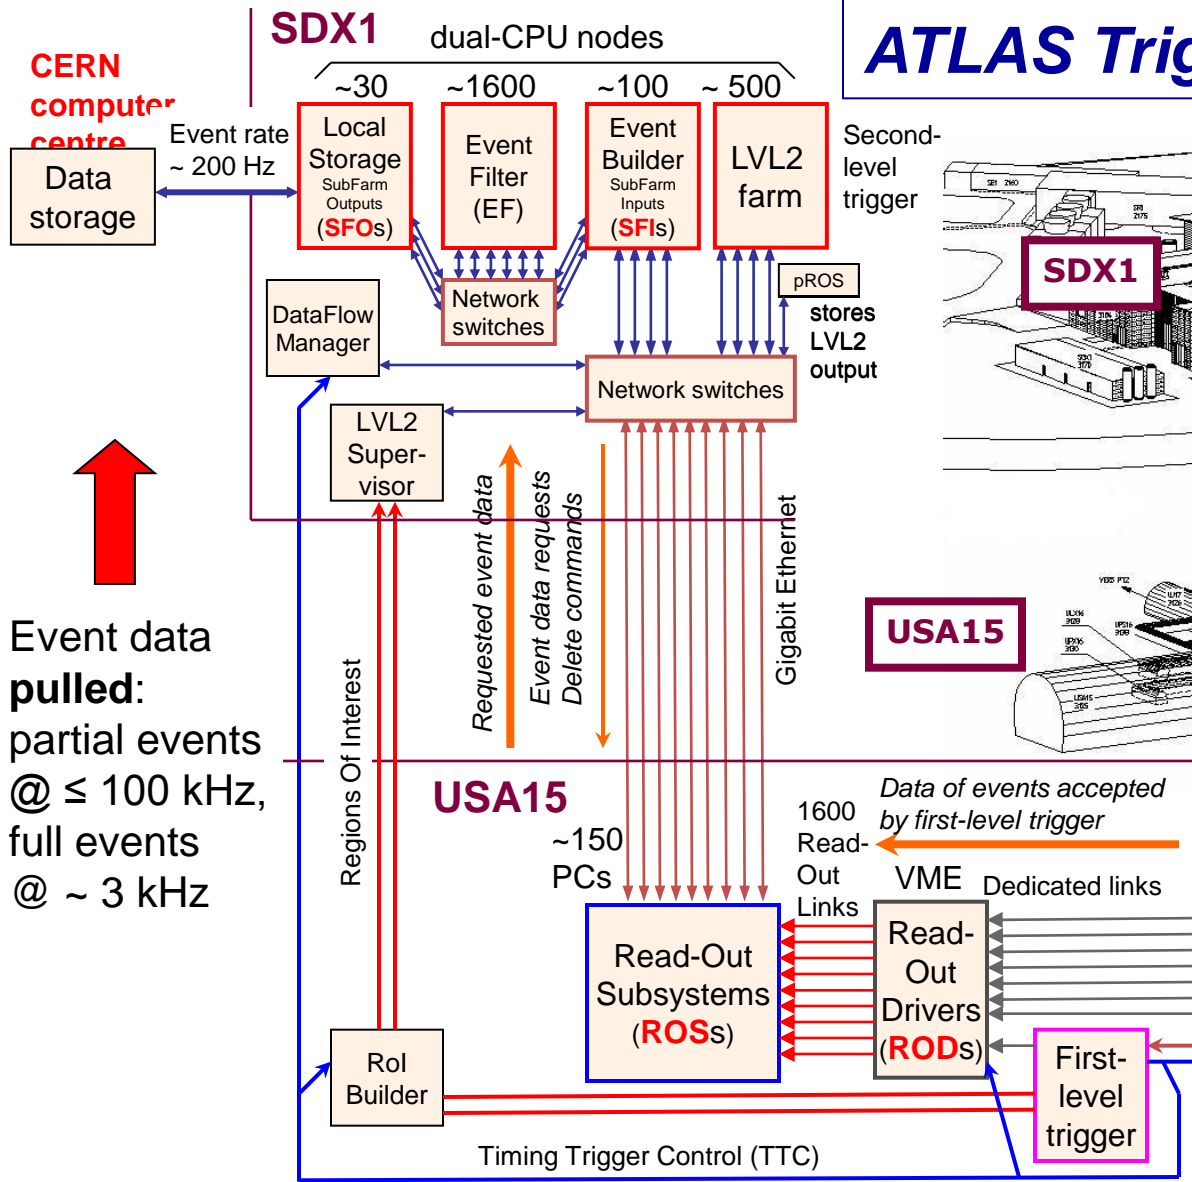 SDX1
dual-CPU nodes
ATLAS Trig
CERN
computer
centre
~30
~1600
~100
~ 500
Event rate
~ 200 Hz
Data
storage
Local
Storage
SubFarm
Outputs
(SFOs)
Event
Filter
(EF)
Event
Builder
SubFarm
Inputs
(SFIs)
LVL2
farm
Second-
level
trigger
pROS
stores
LVL2
output
Network
switches
DataFlow
Manager
Network switches
LVL2
Super-
visor
SDX1
Requested event data
Event data requests
Delete commands
Gigabit Ethernet
USA15
Event data
pulled:
partial events
@ ≤ 100 kHz,
full events
@ ~ 3 kHz
Regions Of Interest
USA15
Data of events accepted
by first-level trigger
~150
PCs
1600
Read-
Out
Links
VME
Dedicated links
Read-Out
Subsystems
(ROSs)
Read-
Out
Drivers
(RODs)
RoI
Builder
First-
level
trigger
Timing Trigger Control (TTC)